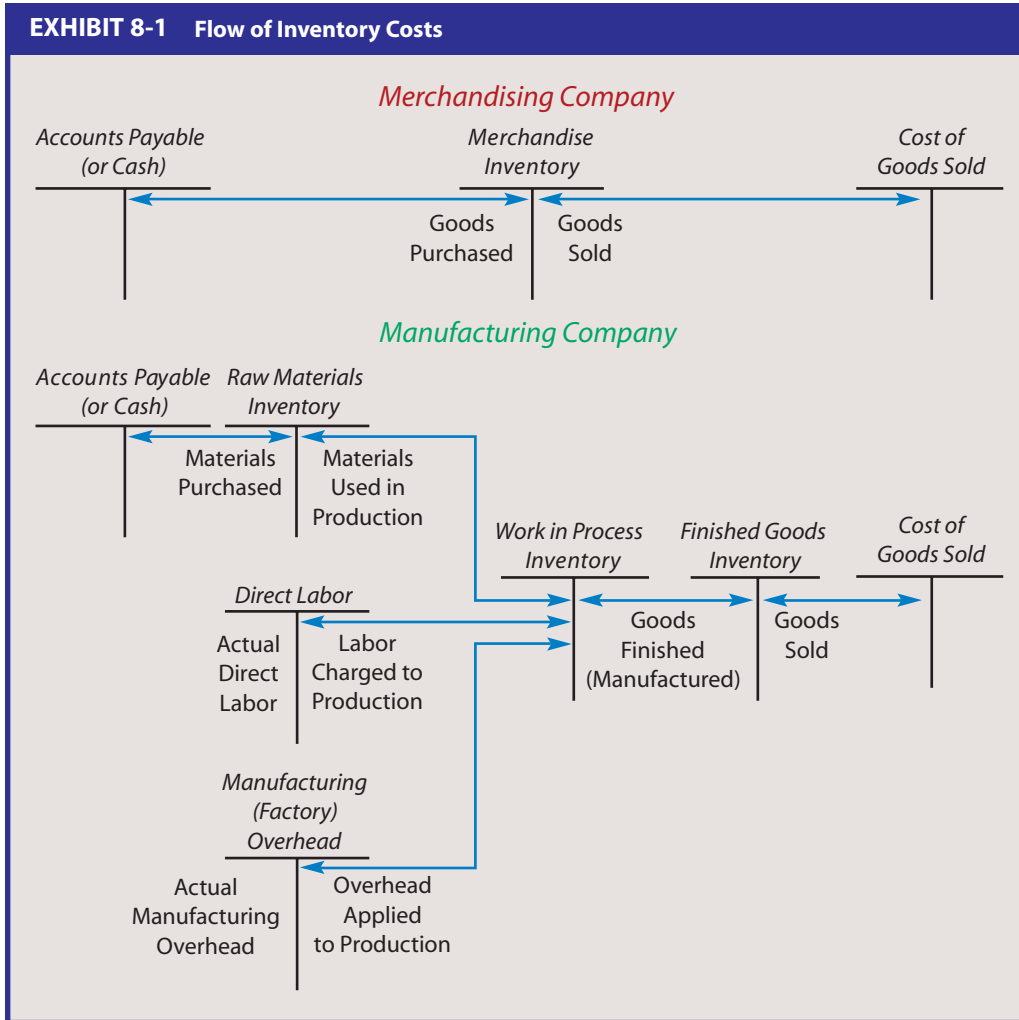 EXHIBIT 8-1 Flow of Inventory Costs
Merchandising Company
Accounts Payable
(or Cash)
Merchandise
Inventory
Cost of
Goods Sold
Goods
Purchased
Goods
Sold
Manufacturing Company
Accounts Payable
(or Cash)
Raw Materials
Inventory
Materials
Purchased
Materials
Used in
Production
Work in Process
Inventory
Finished Goods
Inventory
Cost of
Goods Sold
Direct Labor
Actual
Direct
Labor
Labor
Charged to
Production
Goods
Finished
(Manufactured)
Goods
Sold
Manufacturing
(Factory)
Overhead
Actual
Manufacturing
Overhead
Overhead
Applied
to Production